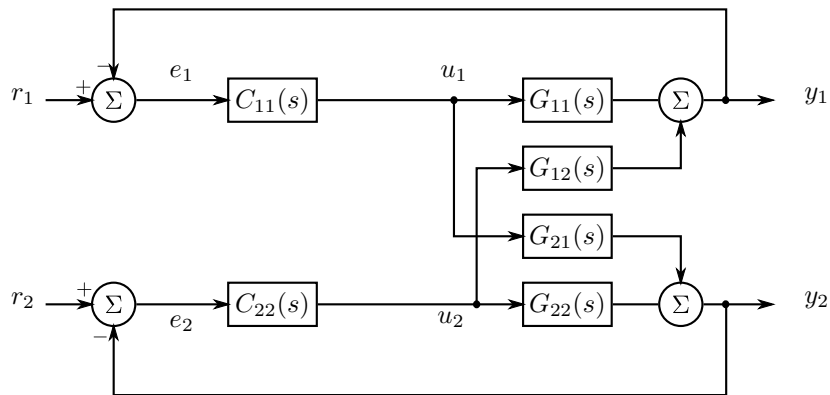 −
r₁
+
Σ
e₁
C₁₁(s)
u₁
G₁₁(s)
Σ
y₁
G₁₂(s)
G₂₁(s)
r₂
+
Σ
−
e₂
C₂₂(s)
u₂
G₂₂(s)
Σ
y₂